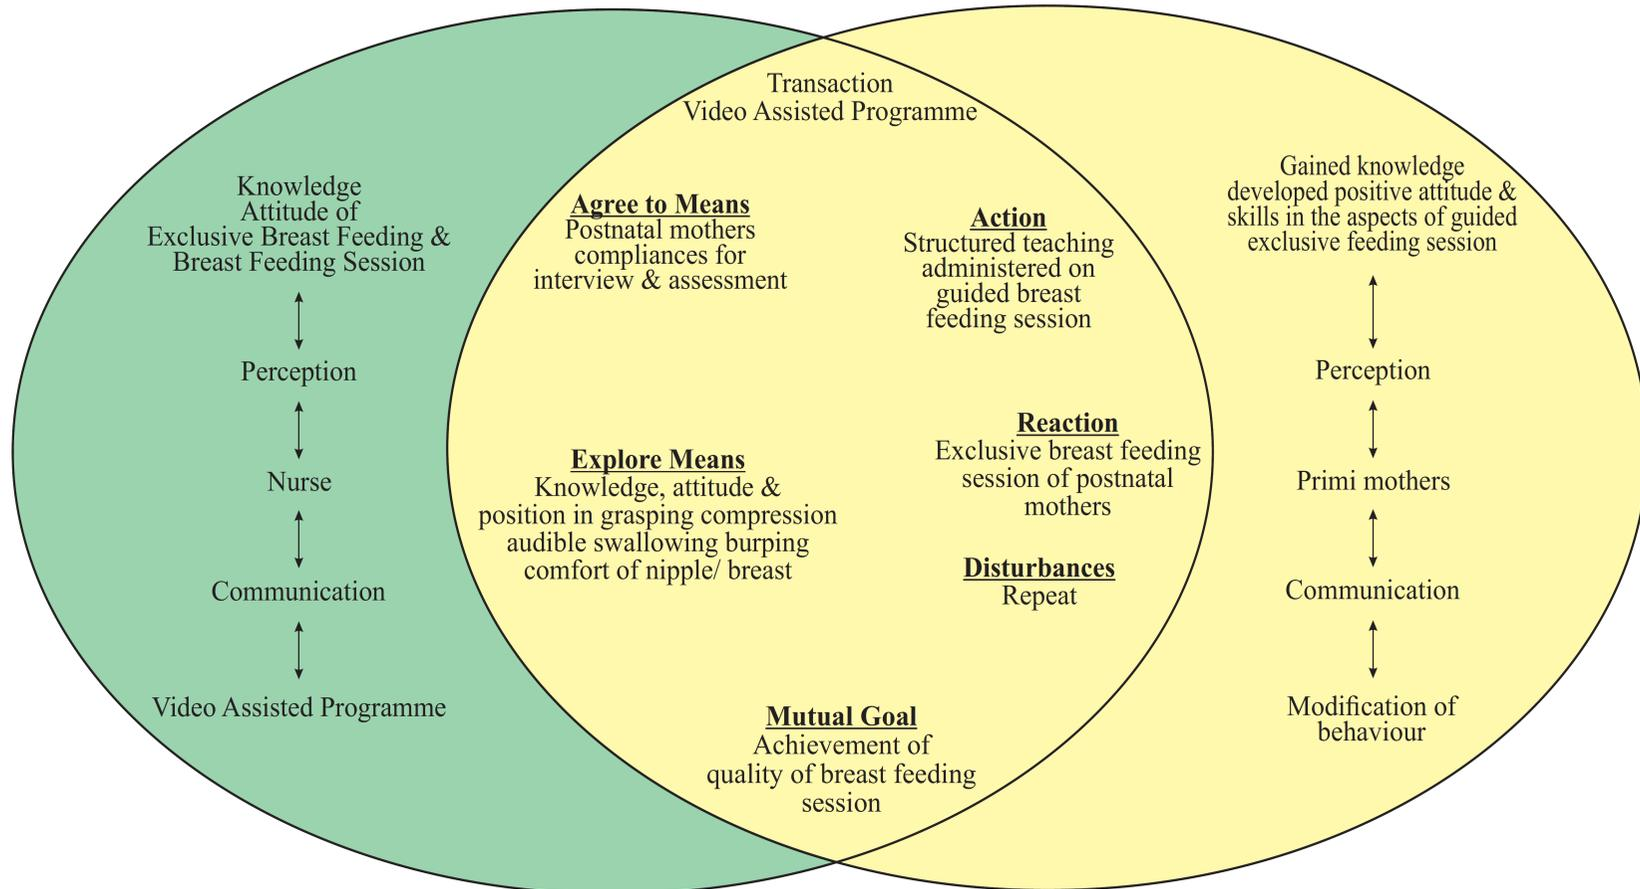 Transaction
Video Assisted Programme
Knowledge
Attitude of
Exclusive Breast Feeding &
Breast Feeding Session
Perception
Nurse
Communication
Video Assisted Programme
Agree to Means
Postnatal mothers
compliances for
interview & assessment
Explore Means
Knowledge, attitude &
position in grasping compression
audible swallowing burping
comfort of nipple/ breast
Action
Structured teaching
administered on
guided breast
feeding session
Reaction
Exclusive breast feeding
session of postnatal
mothers
Disturbances
Repeat
Mutual Goal
Achievement of
quality of breast feeding
session
Gained knowledge
developed positive attitude &
skills in the aspects of guided
exclusive feeding session
Perception
Primi mothers
Communication
Modification of
behaviour